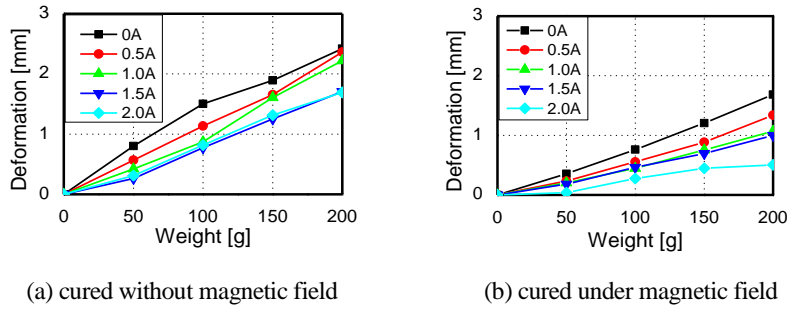 3
2
1
0
Deformation [mm]
0A
0.5A
1.0A
1.5A
2.0A
0 50 100 150 200
Weight [g]
(a) cured without magnetic field
3
2
1
0
Deformation [mm]
0A
0.5A
1.0A
1.5A
2.0A
0 50 100 150 200
Weight [g]
(b) cured under magnetic field